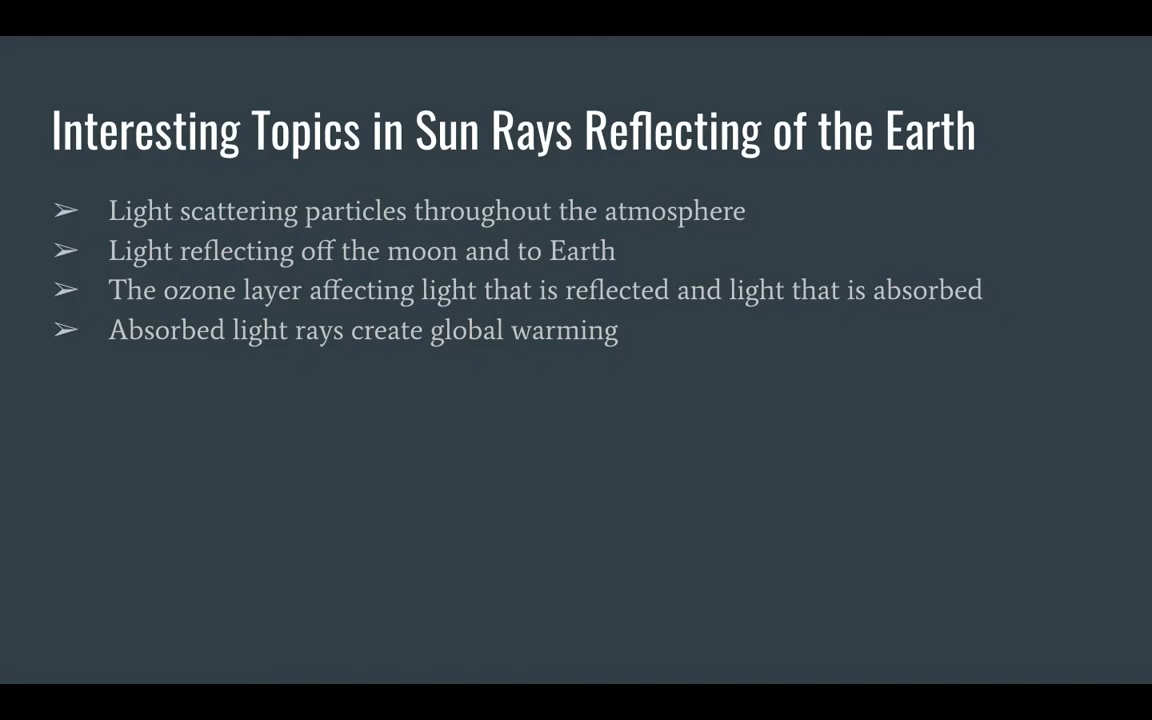 Interesting Topics in Sun Rays Reflecting of the Earth
➢ Light scattering particles throughout the atmosphere
➢ Light reflecting off the moon and to Earth
➢ The ozone layer affecting light that is reflected and light that is absorbed
➢ Absorbed light rays create global warming